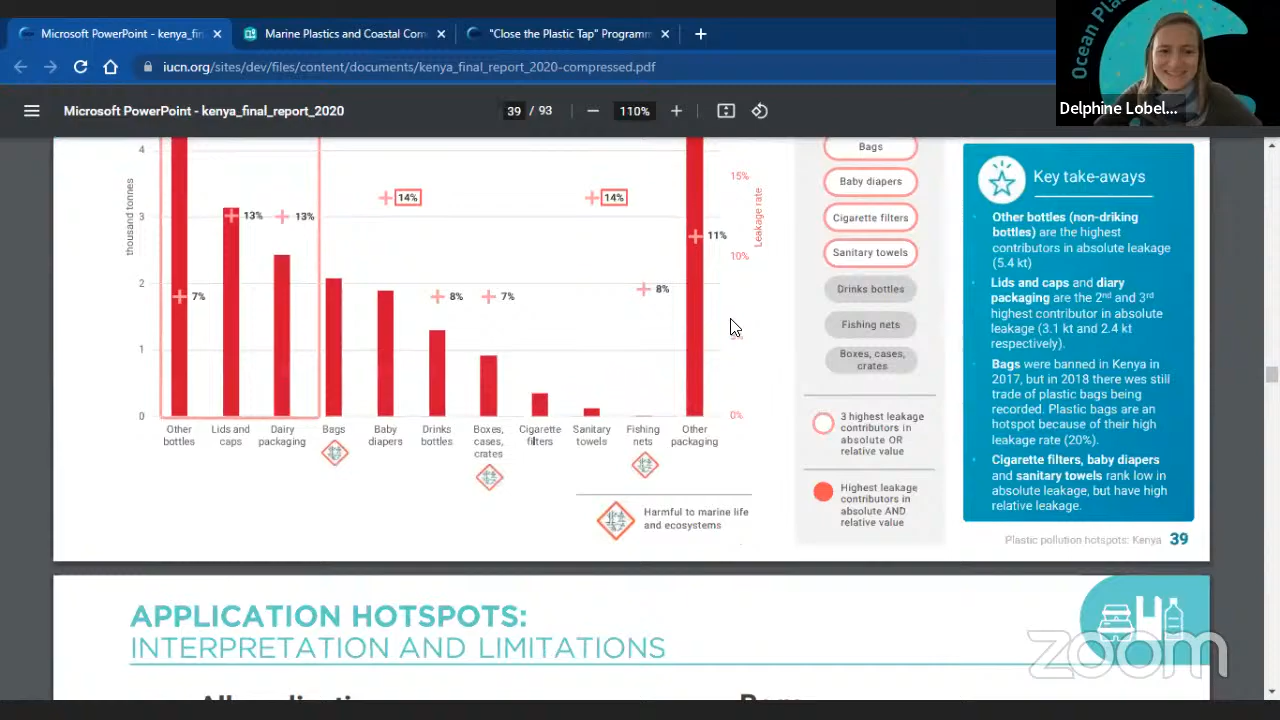 Microsoft PowerPoint - kenya_fin
Marine Plastics and Coastal Com
"Close the Plastic Tap" Programm
iucn.org/sites/dev/files/content/documents/kenya_final_report_2020-compressed.pdf
Ocean Pla
Delphine Lobel...
Microsoft PowerPoint - kenya_final_report_2020
39 / 93
110%
thousand tonnes
4
3
2
1
0
7%
13%
13%
14%
8%
7%
14%
8%
11%
15%
10%
0%
Leakage rate
Other bottles
Lids and caps
Dairy packaging
Bags
Baby diapers
Drinks bottles
Boxes, cases, crates
Cigarette filters
Sanitary towels
Fishing nets
Other packaging
Harmful to marine life
and ecosystems
Bags
Baby diapers
Cigarette filters
Sanitary towels
Drinks bottles
Fishing nets
Boxes, cases,
crates
3 highest leakage
contributors in
absolute OR
relative value
Highest leakage
contributors in
absolute AND
relative value
Key take-aways
Other bottles (non-driking
bottles) are the highest
contributors in absolute leakage
(5.4 kt)
Lids and caps and diary
packaging are the 2nd and 3rd
highest contributor in absolute
leakage (3.1 kt and 2.4 kt
respectively).
Bags were banned in Kenya in
2017, but in 2018 there wes still
trade of plastic bags being
recorded. Plastic bags are an
hotspot because of their high
leakage rate (20%).
Cigarette filters, baby diapers
and sanitary towels rank low in
absolute leakage, but have high
relative leakage.
Plastic pollution hotspots: Kenya 39
APPLICATION HOTSPOTS:
INTERPRETATION AND LIMITATIONS
zoom